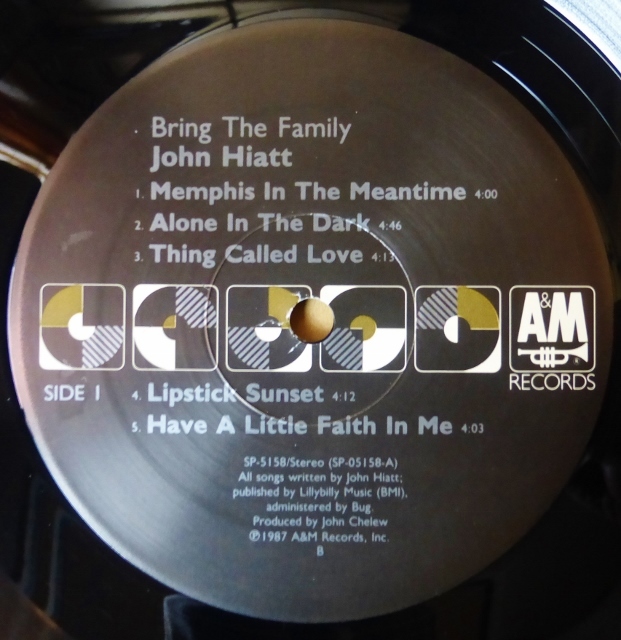 Bring The Family
John Hiatt
1. Memphis In The Meantime 4:00
2. Alone In The Dark 4:46
3. Thing Called Love 4:13
A&M
RECORDS®
SIDE 1
4. Lipstick Sunset 4:12
5. Have A Little Faith In Me 4:03
SP-5158/Stereo (SP-05158-A)
All songs written by John Hiatt;
published by Lillybilly Music (BMI),
administered by Bug.
Produced by John Chelew
℗1987 A&M Records, Inc.
B